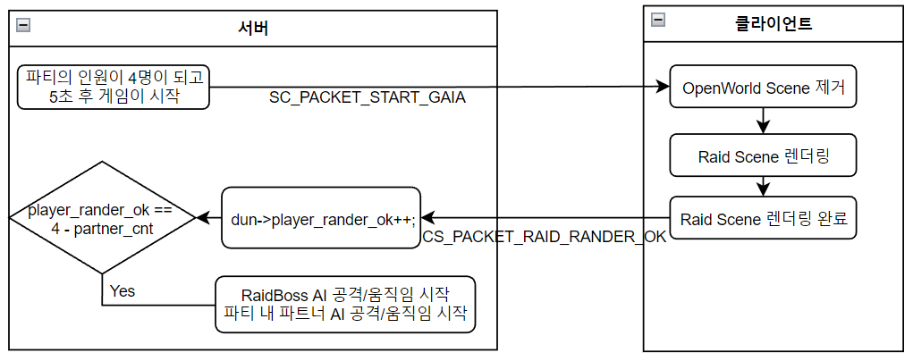 서버
파티의 인원이 4명이 되고
5초 후 게임이 시작
SC_PACKET_START_GAIA
player_rander_ok ==
4 - partner_cnt
dun->player_rander_ok++;
CS_PACKET_RAID_RANDER_OK
Yes
RaidBoss AI 공격/움직임 시작
파티 내 파트너 AI 공격/움직임 시작
클라이언트
OpenWorld Scene 제거
Raid Scene 렌더링
Raid Scene 렌더링 완료